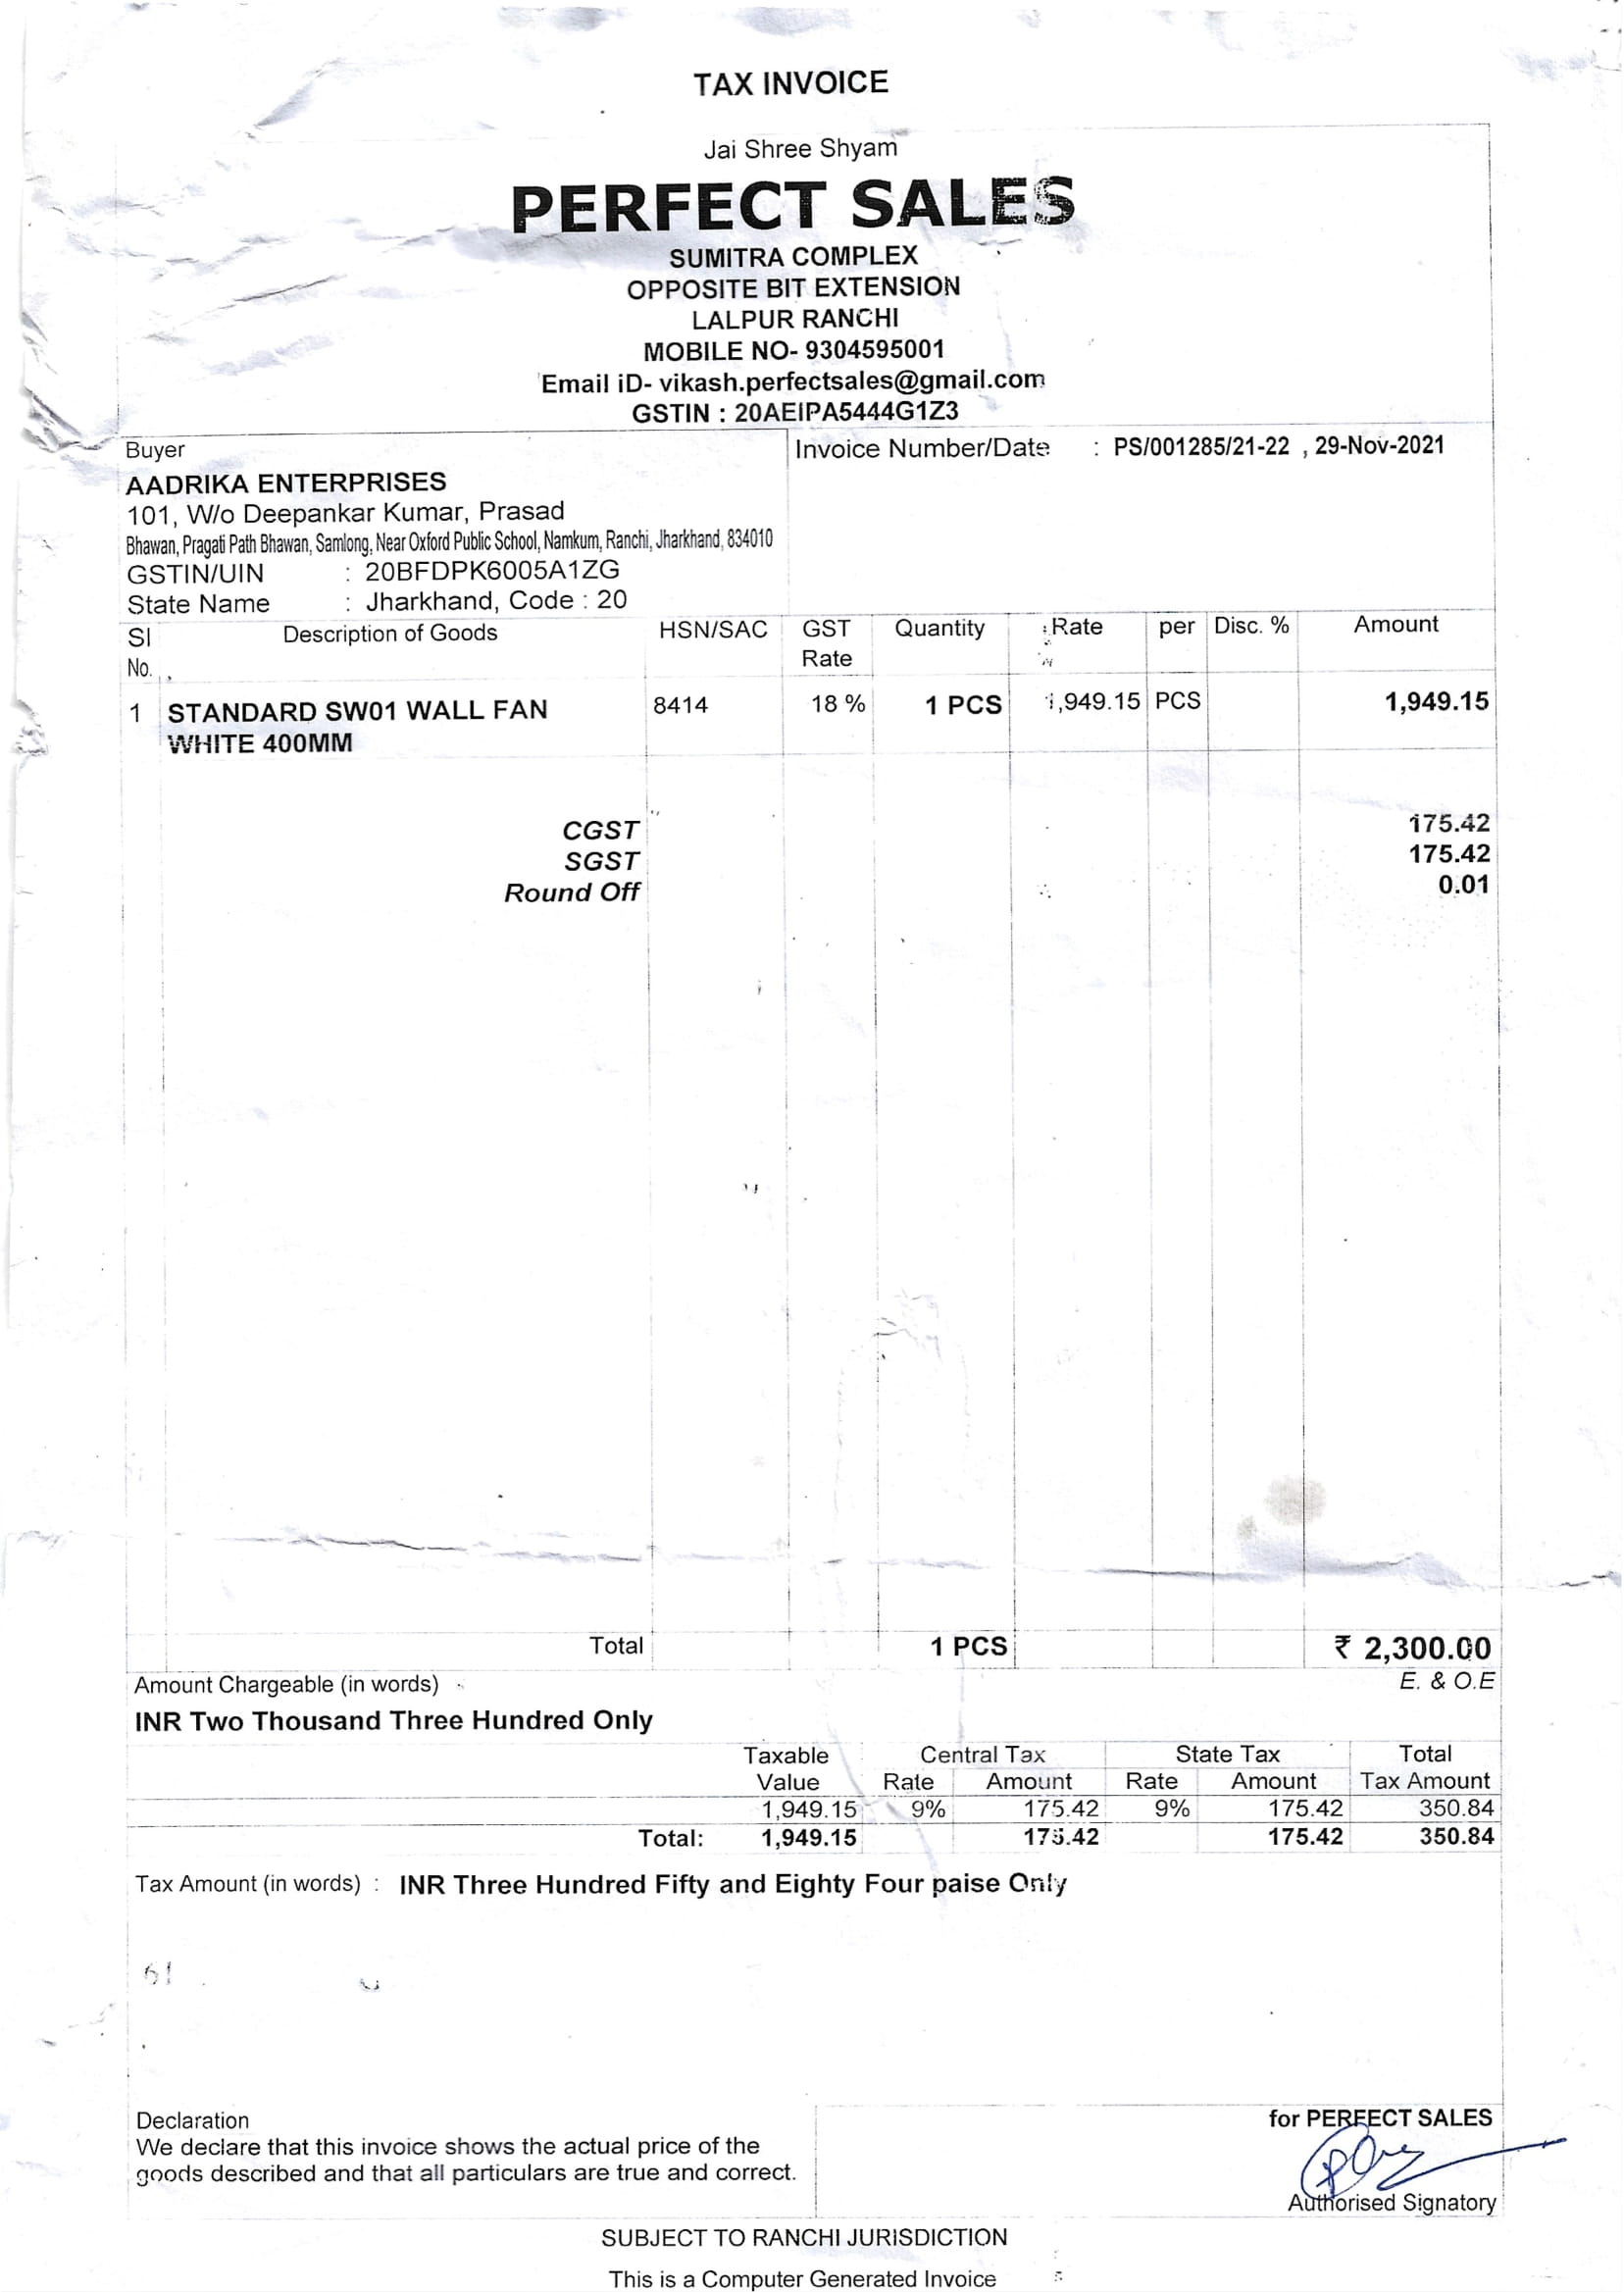 TAX INVOICE
Jai Shree Shyam
PERFECT SALES
SUMITRA COMPLEX
OPPOSITE BIT EXTENSION
LALPUR RANCHI
MOBILE NO- 9304595001
Email iD- vikash.perfectsales@gmail.com
GSTIN : 20AEIPA5444G1Z3
Buyer
AADRIKA ENTERPRISES
101, W/o Deepankar Kumar, Prasad
Bhawan, Pragati Path Bhawan, Samlong, Near Oxford Public School, Namkum, Ranchi, Jharkhand, 834010
GSTIN/UIN : 20BFDPK6005A1ZG
State Name : Jharkhand, Code : 20
Invoice Number/Date : PS/001285/21-22 , 29-Nov-2021
Sl No. Description of Goods HSN/SAC GST Rate Quantity Rate per Disc. % Amount
1 STANDARD SW01 WALL FAN 8414 18 % 1 PCS 1,949.15 PCS 1,949.15
WHITE 400MM
CGST 175.42
SGST 175.42
Round Off 0.01
Total 1 PCS ₹ 2,300.00
Amount Chargeable (in words) E. & O.E
INR Two Thousand Three Hundred Only
Taxable Central Tax State Tax Total
Value Rate Amount Rate Amount Tax Amount
1,949.15 9% 175.42 9% 175.42 350.84
Total: 1,949.15 175.42 175.42 350.84
Tax Amount (in words) : INR Three Hundred Fifty and Eighty Four paise Only
Declaration
We declare that this invoice shows the actual price of the
goods described and that all particulars are true and correct.
for PERFECT SALES
Authorised Signatory
SUBJECT TO RANCHI JURISDICTION
This is a Computer Generated Invoice